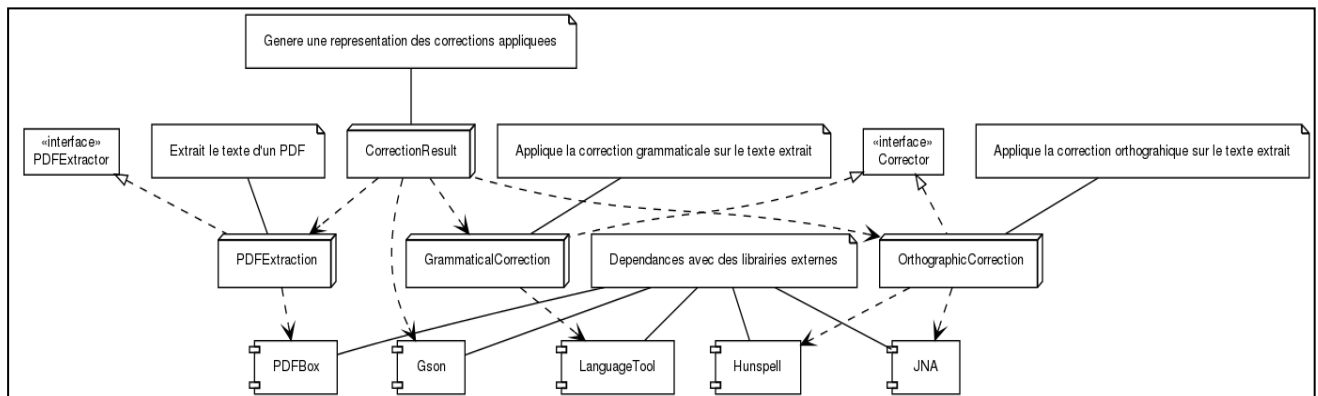 Genere une representation des corrections appliquees
«interface»
PDFExtractor
Extrait le texte d'un PDF
CorrectionResult
Applique la correction grammaticale sur le texte extrait
«interface»
Corrector
Applique la correction orthograhique sur le texte extrait
PDFExtraction
GrammaticalCorrection
Dependances avec des librairies externes
OrthographicCorrection
PDFBox
Gson
LanguageTool
Hunspell
JNA